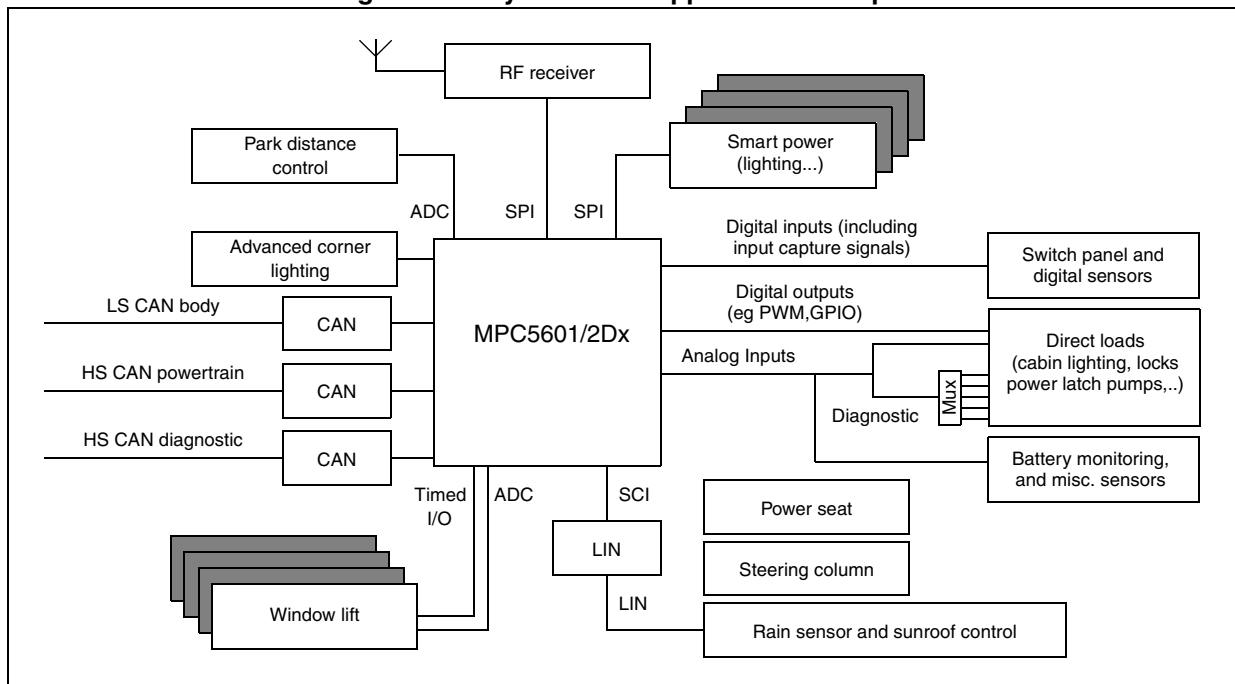 RF receiver
Park distance
control
Smart power
(lighting...)
ADC
SPI
SPI
Advanced corner
lighting
Digital inputs (including
input capture signals)
Switch panel and
digital sensors
LS CAN body
CAN
MPC5601/2Dx
Digital outputs
(eg PWM,GPIO)
Direct loads
(cabin lighting, locks
power latch pumps,..)
Analog Inputs
Mux
Diagnostic
HS CAN powertrain
CAN
HS CAN diagnostic
CAN
Battery monitoring,
and misc. sensors
Timed
I/O
ADC
SCI
Power seat
LIN
Steering column
LIN
Window lift
Rain sensor and sunroof control